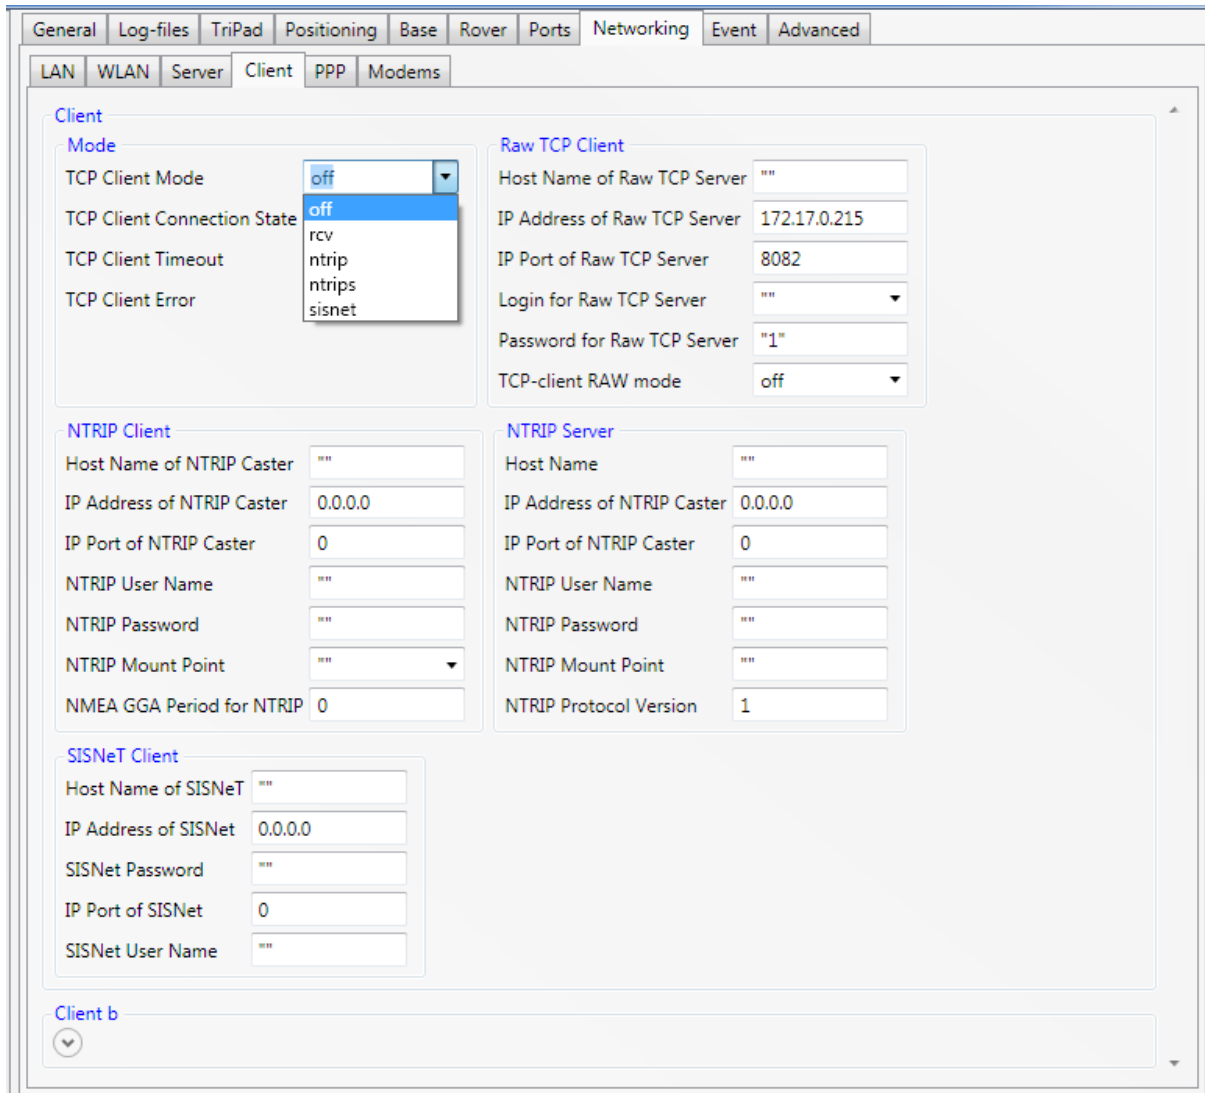 General Log-files TriPad Positioning Base Rover Ports Networking Event Advanced
LAN WLAN Server Client PPP Modems
Client
Mode
TCP Client Mode off
off
TCP Client Connection State
rcv
TCP Client Timeout
ntrip
ntrips
TCP Client Error
sisnet
Raw TCP Client
Host Name of Raw TCP Server ""
IP Address of Raw TCP Server 172.17.0.215
IP Port of Raw TCP Server 8082
Login for Raw TCP Server ""
Password for Raw TCP Server "1"
TCP-client RAW mode off
NTRIP Client
Host Name of NTRIP Caster ""
IP Address of NTRIP Caster 0.0.0.0
IP Port of NTRIP Caster 0
NTRIP User Name ""
NTRIP Password ""
NTRIP Mount Point ""
NMEA GGA Period for NTRIP 0
NTRIP Server
Host Name ""
IP Address of NTRIP Caster 0.0.0.0
IP Port of NTRIP Caster 0
NTRIP User Name ""
NTRIP Password ""
NTRIP Mount Point ""
NTRIP Protocol Version 1
SISNeT Client
Host Name of SISNeT ""
IP Address of SISNet 0.0.0.0
SISNet Password ""
IP Port of SISNet 0
SISNet User Name ""
Client b